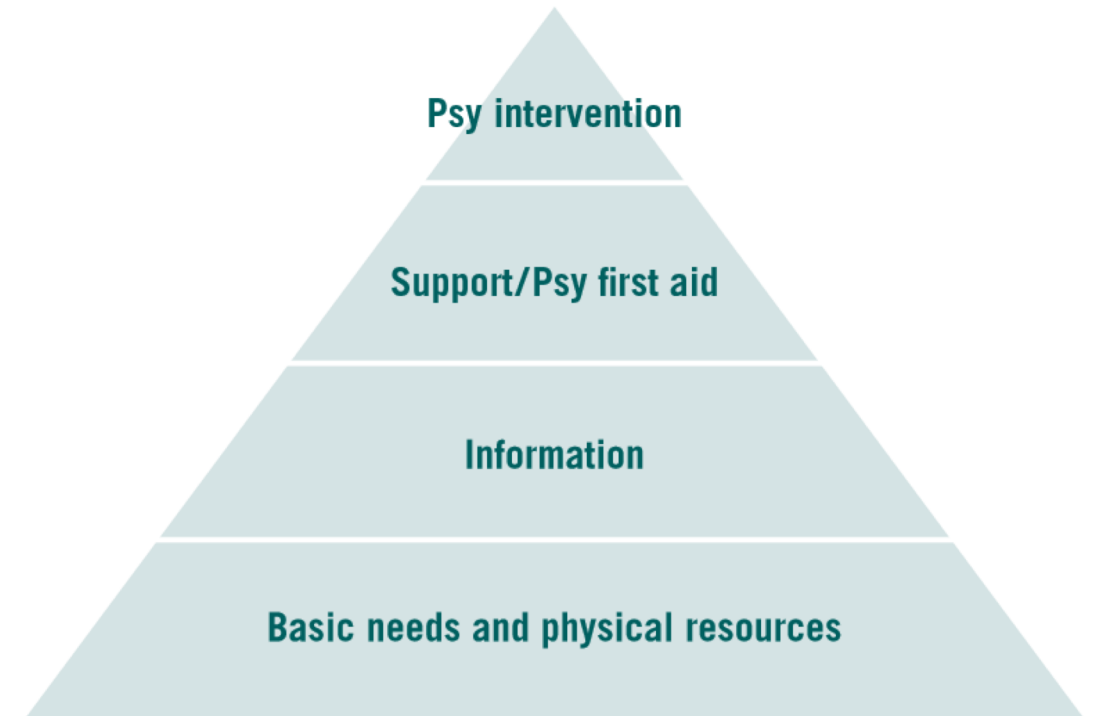 Psy intervention
Support/Psy first aid
Information
Basic needs and physical resources